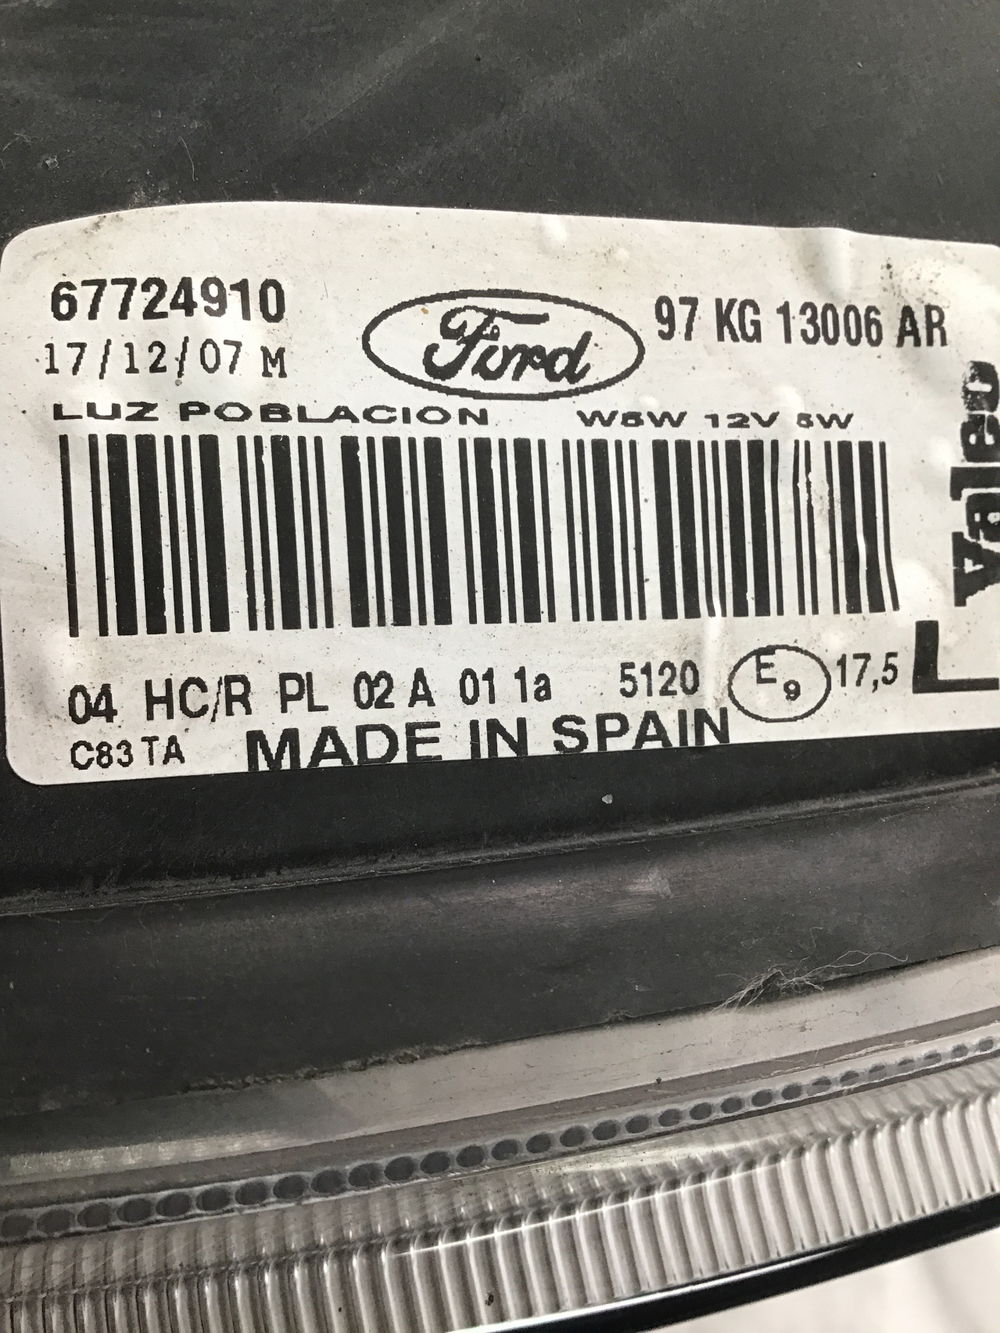 67724910
Ford
97 KG 13006 AR
17/12/07 M
LUZ POBLACION W5W 12V 5W
Valeo
04 HC/R PL 02 A 01 1a 5120 E9 17,5
L
C83 TA MADE IN SPAIN